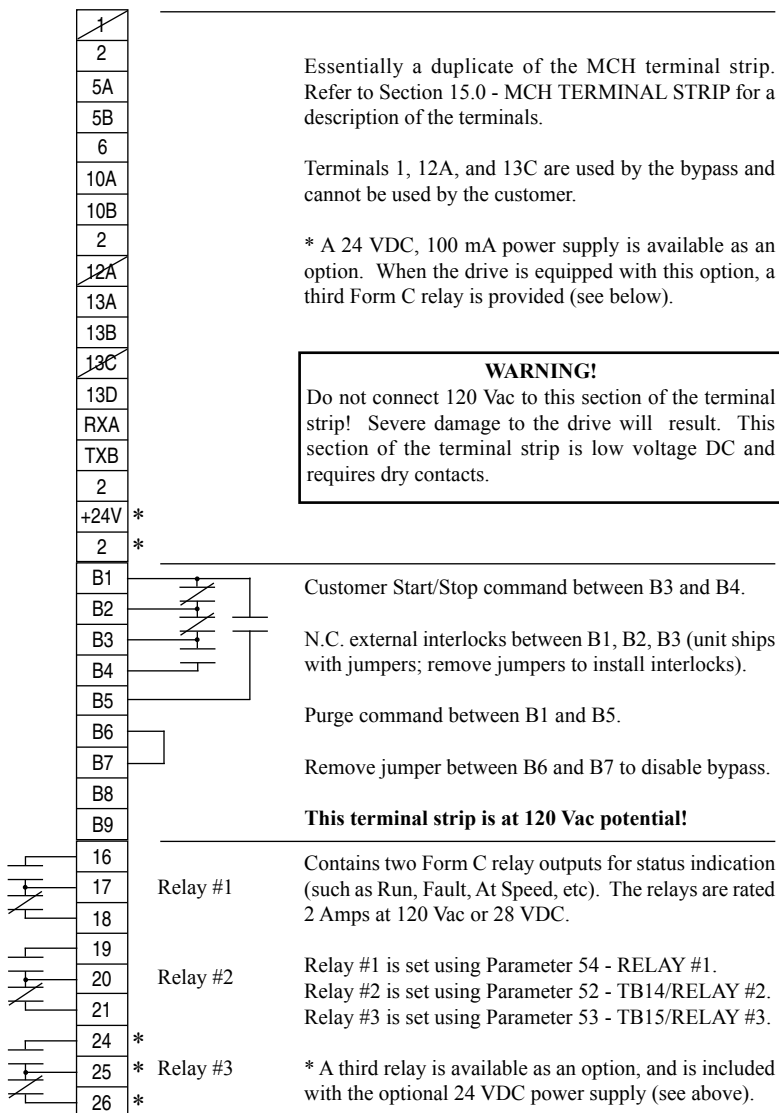 1
2
5A
5B
6
10A
10B
2
12A
13A
13B
13C
13D
RXA
TXB
2
+24V *
2 *
Essentially a duplicate of the MCH terminal strip.
Refer to Section 15.0 - MCH TERMINAL STRIP for a
description of the terminals.
Terminals 1, 12A, and 13C are used by the bypass and
cannot be used by the customer.
* A 24 VDC, 100 mA power supply is available as an
option. When the drive is equipped with this option, a
third Form C relay is provided (see below).
WARNING!
Do not connect 120 Vac to this section of the terminal
strip! Severe damage to the drive will result. This
section of the terminal strip is low voltage DC and
requires dry contacts.
B1
B2
B3
B4
B5
B6
B7
B8
B9
Customer Start/Stop command between B3 and B4.
N.C. external interlocks between B1, B2, B3 (unit ships
with jumpers; remove jumpers to install interlocks).
Purge command between B1 and B5.
Remove jumper between B6 and B7 to disable bypass.
This terminal strip is at 120 Vac potential!
16
17 Relay #1
18
19
20 Relay #2
21
24 *
25 * Relay #3
26 *
Contains two Form C relay outputs for status indication
(such as Run, Fault, At Speed, etc). The relays are rated
2 Amps at 120 Vac or 28 VDC.
Relay #1 is set using Parameter 54 - RELAY #1.
Relay #2 is set using Parameter 52 - TB14/RELAY #2.
Relay #3 is set using Parameter 53 - TB15/RELAY #3.
* A third relay is available as an option, and is included
with the optional 24 VDC power supply (see above).